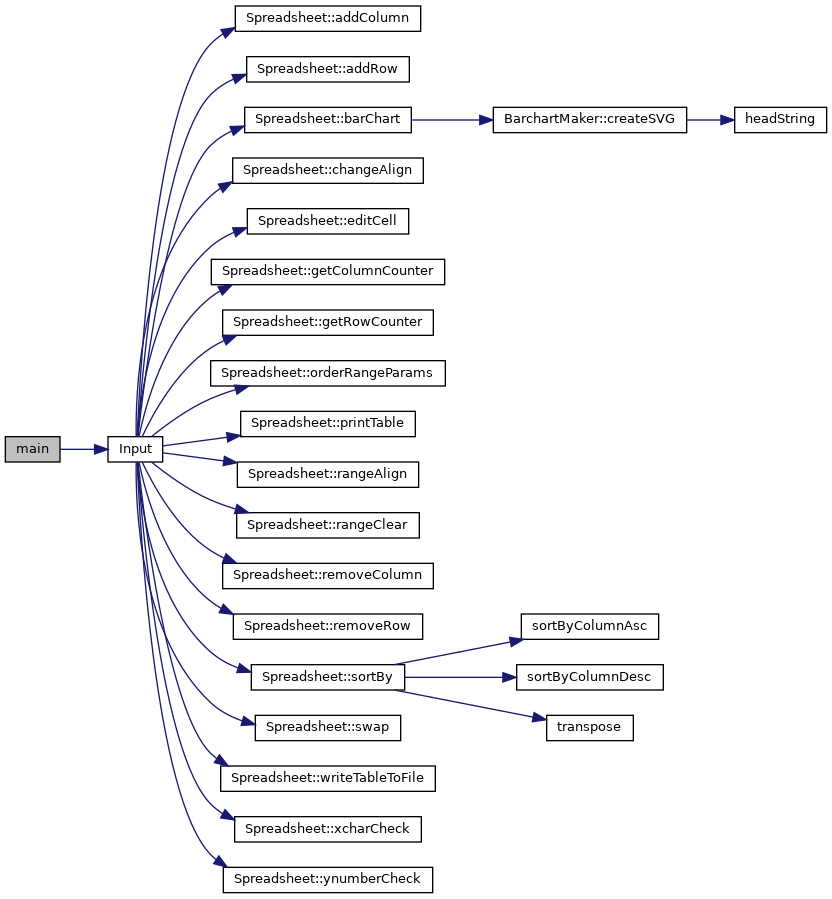 main
Input
Spreadsheet::addColumn
Spreadsheet::addRow
Spreadsheet::barChart
BarchartMaker::createSVG
headString
Spreadsheet::changeAlign
Spreadsheet::editCell
Spreadsheet::getColumnCounter
Spreadsheet::getRowCounter
Spreadsheet::orderRangeParams
Spreadsheet::printTable
Spreadsheet::rangeAlign
Spreadsheet::rangeClear
Spreadsheet::removeColumn
Spreadsheet::removeRow
Spreadsheet::sortBy
sortByColumnAsc
sortByColumnDesc
transpose
Spreadsheet::swap
Spreadsheet::writeTableToFile
Spreadsheet::xcharCheck
Spreadsheet::ynumberCheck